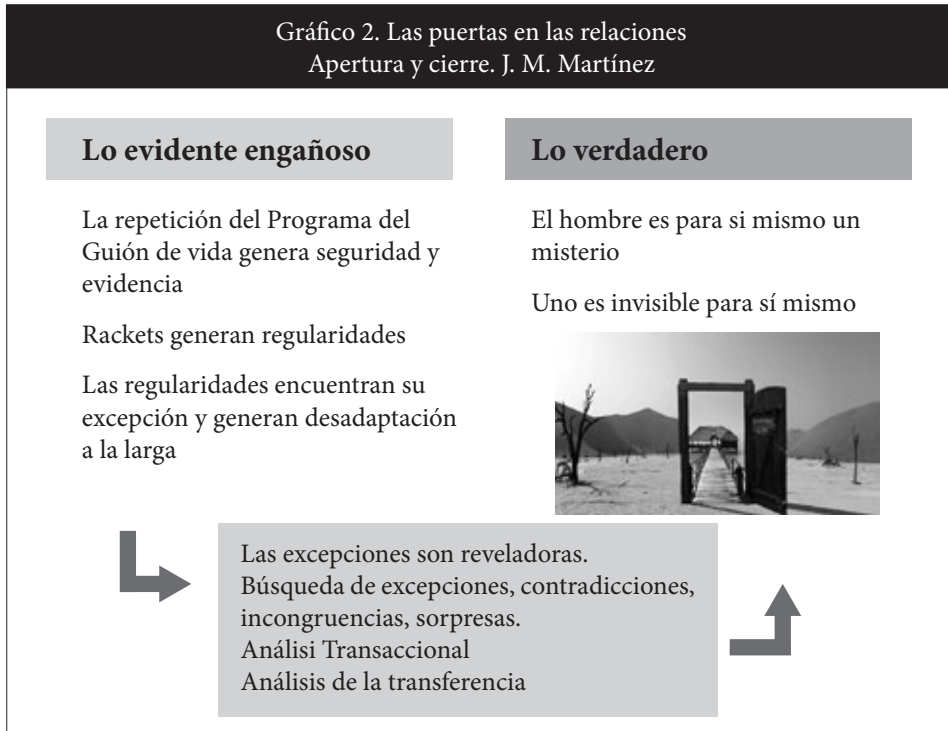 Gráfico 2. Las puertas en las relaciones
Apertura y cierre. J. M. Martínez
Lo evidente engañoso
La repetición del Programa del
Guión de vida genera seguridad y
evidencia
Rackets generan regularidades
Las regularidades encuentran su
excepción y generan desadaptación
a la larga
Lo verdadero
El hombre es para si mismo un
misterio
Uno es invisible para sí mismo
Las excepciones son reveladoras.
Búsqueda de excepciones, contradicciones,
incongruencias, sorpresas.
Análisi Transaccional
Análisis de la transferencia